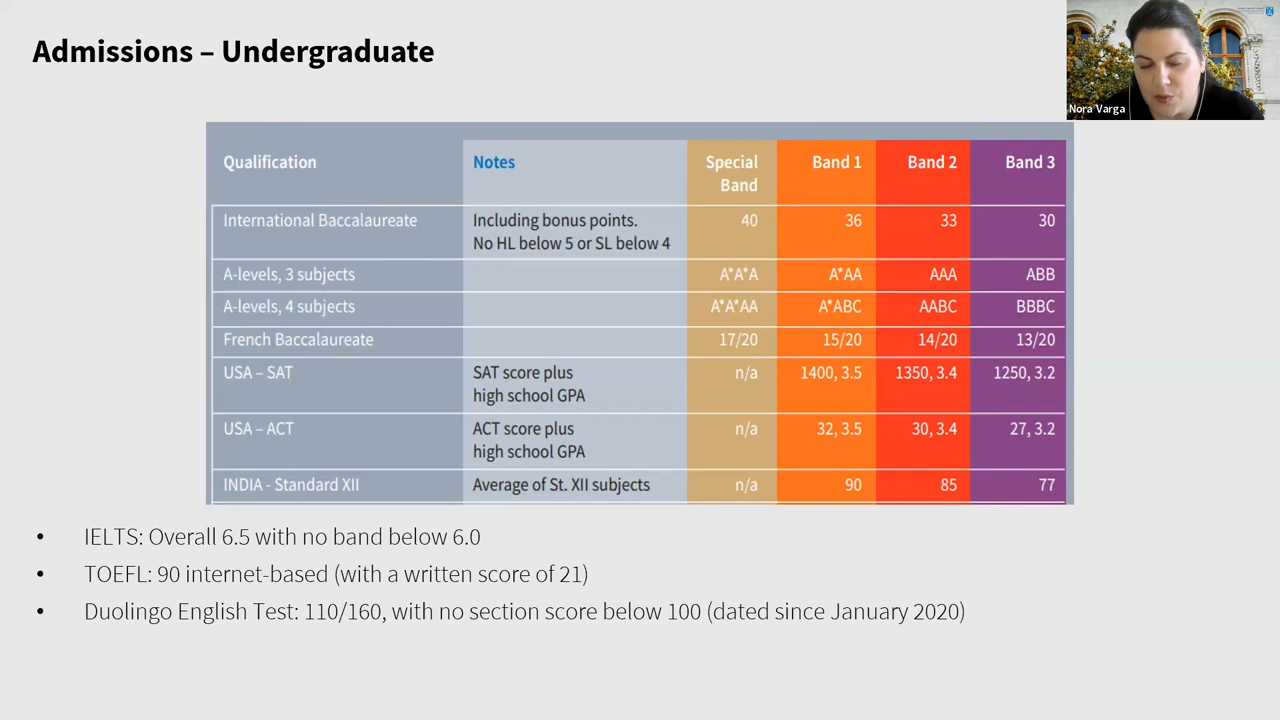 Admissions – Undergraduate
Nora Varga
Qualification Notes Special Band Band 1 Band 2 Band 3
International Baccalaureate Including bonus points. No HL below 5 or SL below 4 40 36 33 30
A-levels, 3 subjects A*A*A A*AA AAA ABB
A-levels, 4 subjects A*A*AA A*ABC AABC BBBC
French Baccalaureate 17/20 15/20 14/20 13/20
USA – SAT SAT score plus high school GPA n/a 1400, 3.5 1350, 3.4 1250, 3.2
USA – ACT ACT score plus high school GPA n/a 32, 3.5 30, 3.4 27, 3.2
INDIA - Standard XII Average of St. XII subjects n/a 90 85 77
• IELTS: Overall 6.5 with no band below 6.0
• TOEFL: 90 internet-based (with a written score of 21)
• Duolingo English Test: 110/160, with no section score below 100 (dated since January 2020)